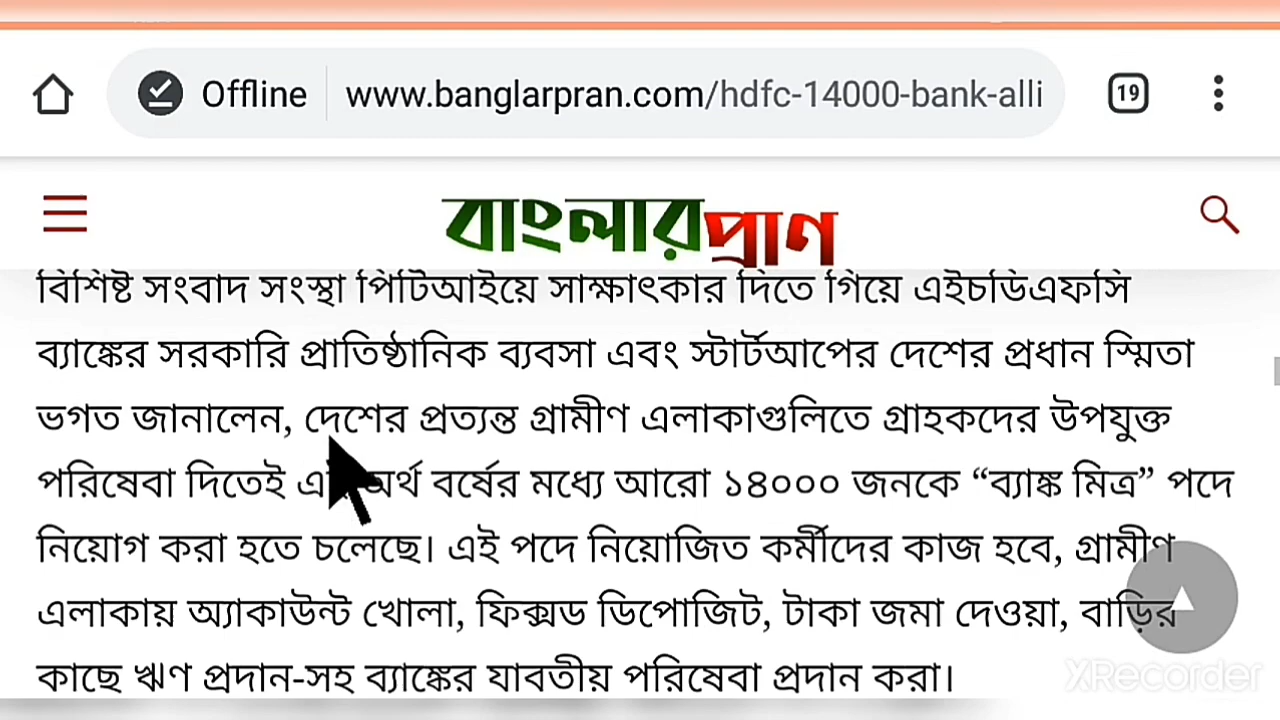 Offline www.banglarpran.com/hdfc-14000-bank-alli 19
বাংলারপ্রাণ
বিশিষ্ট সংবাদ সংস্থা পিটিআইয়ে সাক্ষাৎকার দিতে গিয়ে এইচডিএফসি
ব্যাঙ্কের সরকারি প্রাতিষ্ঠানিক ব্যবসা এবং স্টার্টআপের দেশের প্রধান স্মিতা
ভগত জানালেন, দেশের প্রত্যন্ত গ্রামীণ এলাকাগুলিতে গ্রাহকদের উপযুক্ত
পরিষেবা দিতেই অর্থ বর্ষের মধ্যে আরো ১৪০০০ জনকে “ব্যাঙ্ক মিত্র” পদে
নিয়োগ করা হতে চলেছে। এই পদে নিয়োজিত কর্মীদের কাজ হবে, গ্রামীণ
এলাকায় অ্যাকাউন্ট খোলা, ফিক্সড ডিপোজিট, টাকা জমা দেওয়া, বাড়ির
কাছে ঋণ প্রদান-সহ ব্যাঙ্কের যাবতীয় পরিষেবা প্রদান করা।
XRecorder